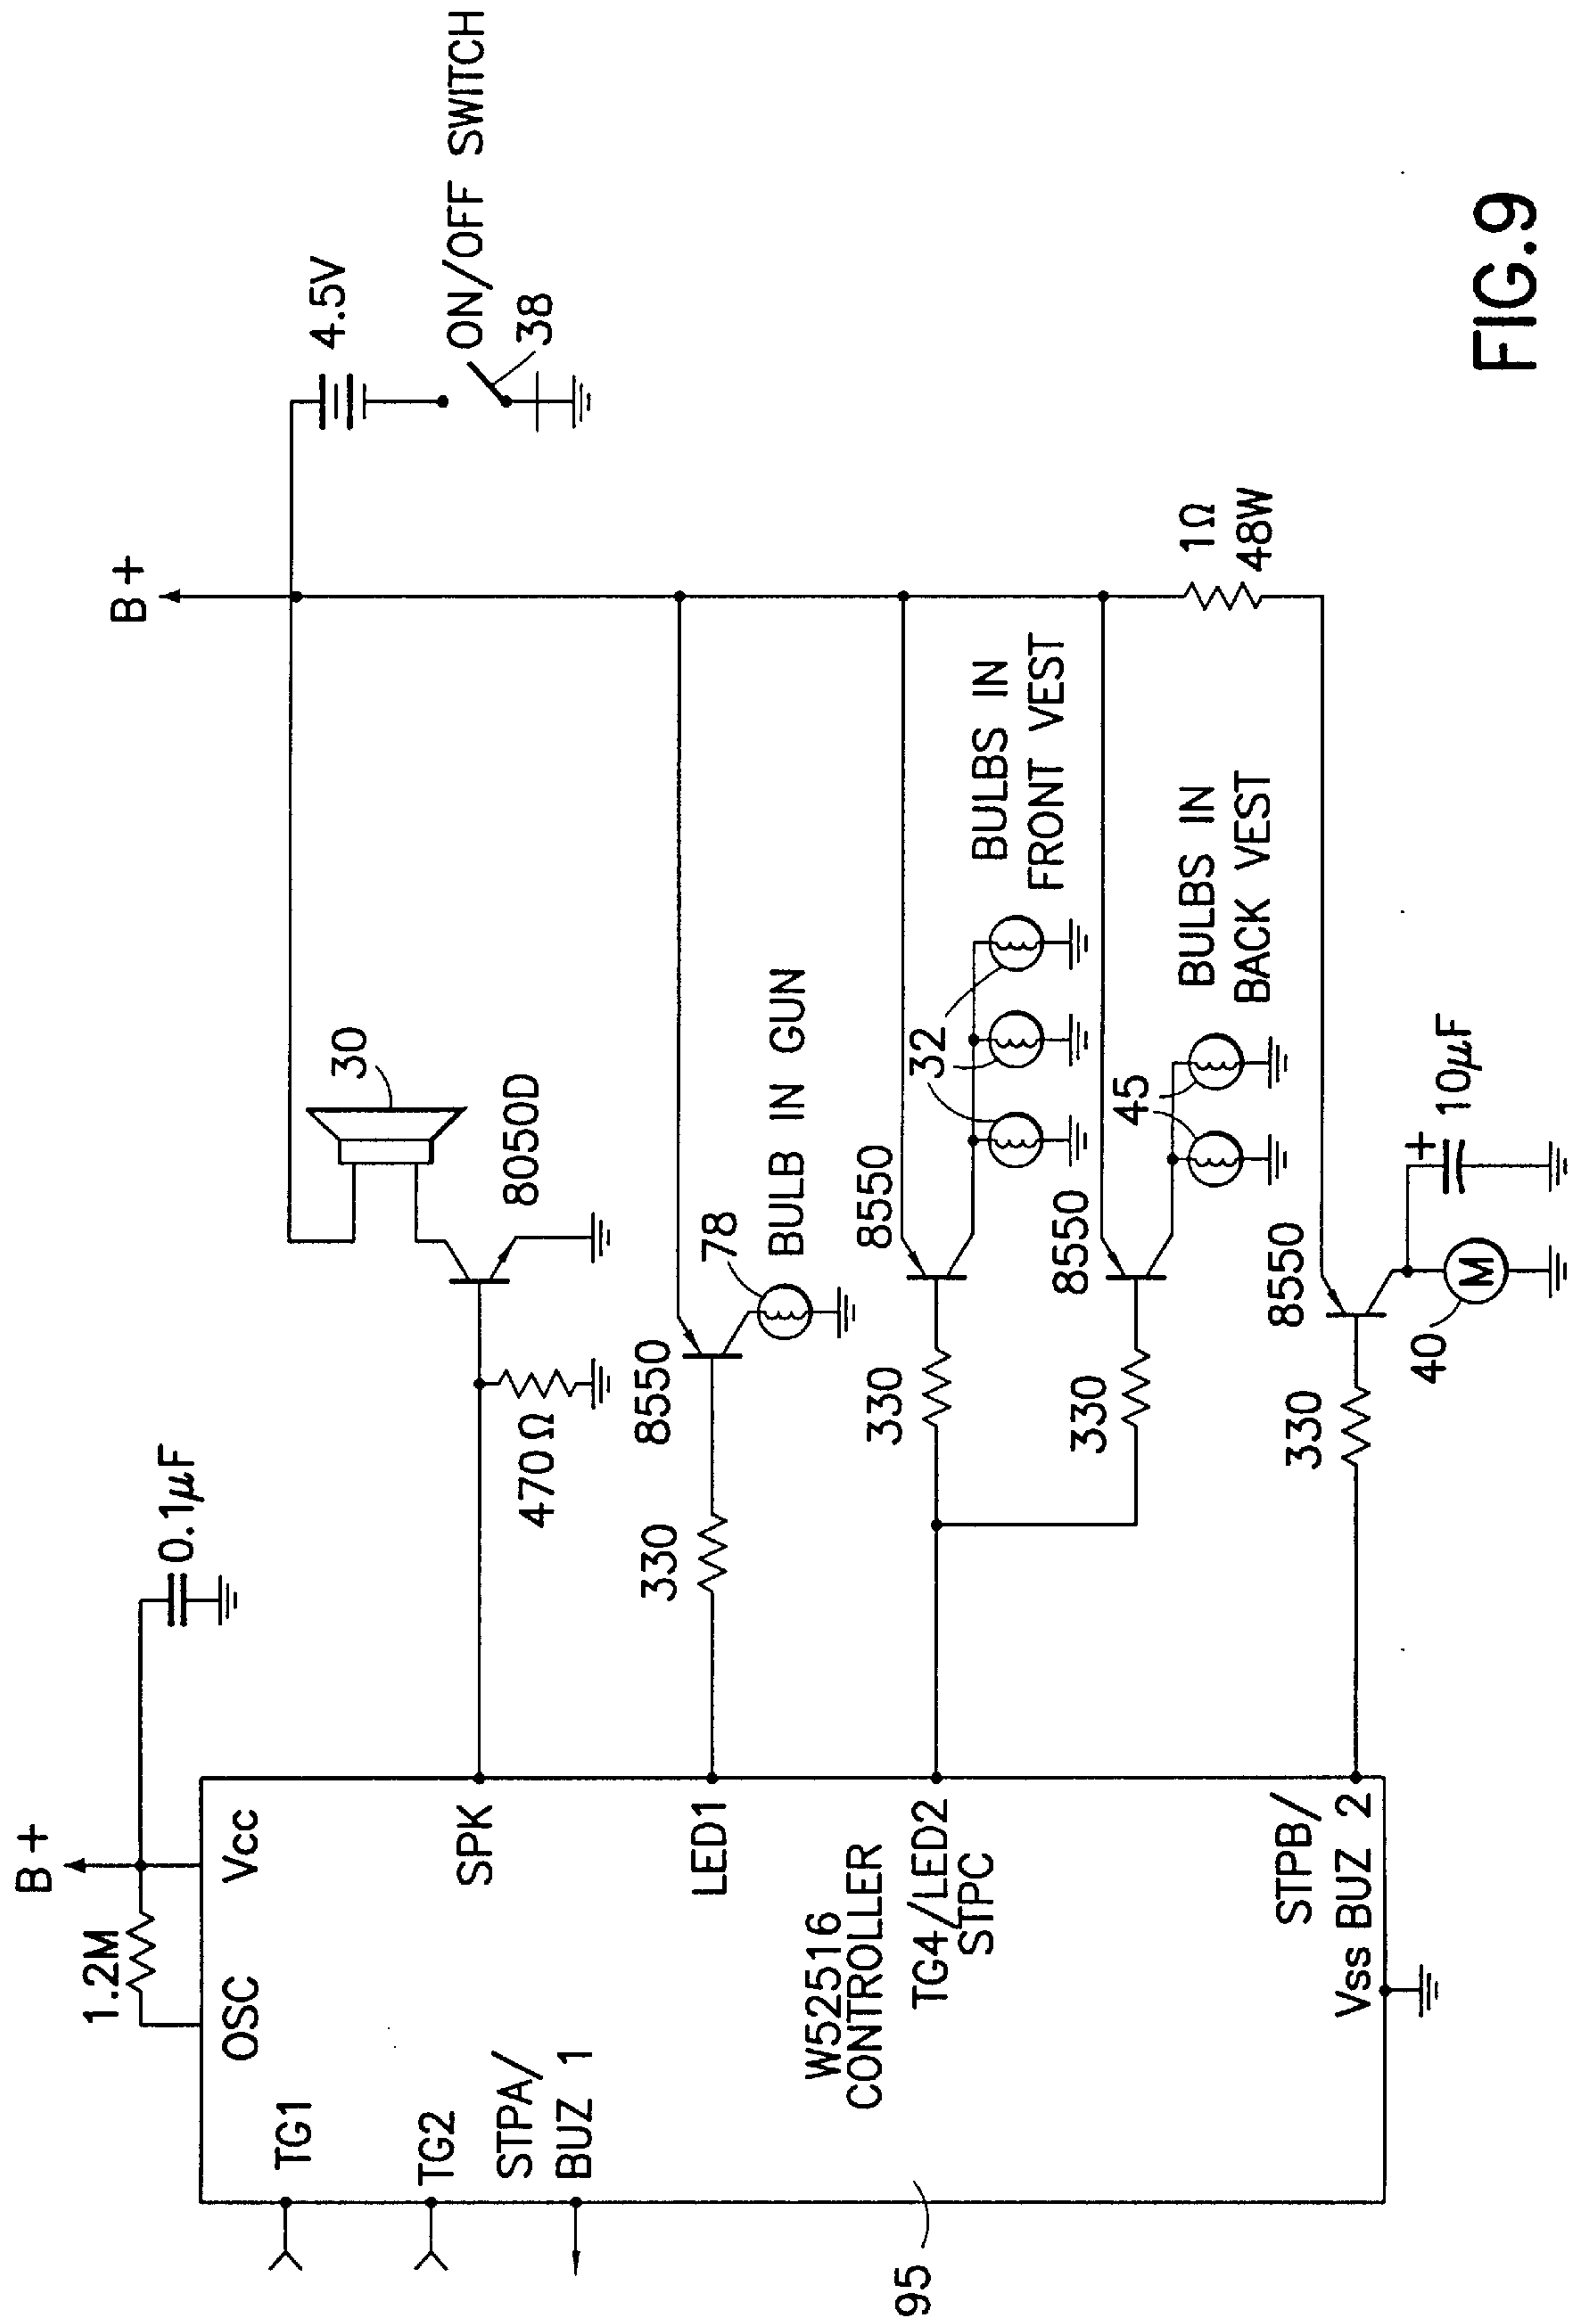 B+
1.2M
0.1µF
OSC
Vcc
TG1
TG2
STPA/
BUZ 1
SPK
LED1
W52516
CONTROLLER
TG4/LED2
STPC
STPB/
Vss BUZ 2
95
B+
4.5V
ON/OFF SWITCH
38
30
8050D
470Ω
330
8550
78
BULB IN GUN
330
8550
32
BULBS IN
FRONT VEST
330
8550
45
BULBS IN
BACK VEST
1Ω
48W
330
8550
40
M
10µF
FIG.9